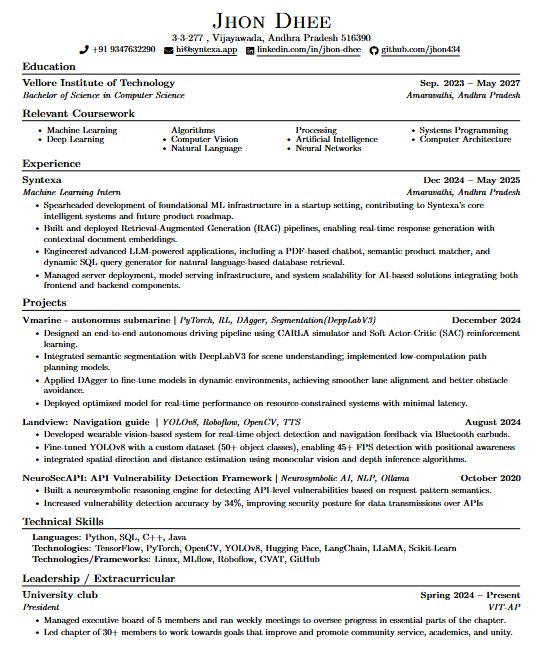 Jhon Dhee
3-3-277 , Vijayawada, Andhra Pradesh 516390
+91 9347632290 hi@syntexa.app linkedin.com/in/jhon-dhee github.com/jhon434
Education
Vellore Institute of Technology Sep. 2023 – May 2027
Bachelor of Science in Computer Science Amaravathi, Andhra Pradesh
Relevant Coursework
• Machine Learning Algorithms Processing • Systems Programming
• Deep Learning • Computer Vision • Artificial Intelligence • Computer Architecture
• Natural Language • Neural Networks
Experience
Syntexa Dec 2024 – May 2025
Machine Learning Intern Amaravathi, Andhra Pradesh
• Spearheaded development of foundational ML infrastructure in a startup setting, contributing to Syntexa's core
intelligent systems and future product roadmap.
• Built and deployed Retrieval-Augmented Generation (RAG) pipelines, enabling real-time response generation with
contextual document embeddings.
• Engineered advanced LLM-powered applications, including a PDF-based chatbot, semantic product matcher, and
dynamic SQL query generator for natural language-based database retrieval.
• Managed server deployment, model serving infrastructure, and system scalability for AI-based solutions integrating both
frontend and backend components.
Projects
Vmarine - autonomus submarine | PyTorch, RL, DAgger, Segmentation(DeppLabV3) December 2024
• Designed an end-to-end autonomous driving pipeline using CARLA simulator and Soft Actor-Critic (SAC) reinforcement
learning.
• Integrated semantic segmentation with DeepLabV3 for scene understanding; implemented low-computation path
planning models.
• Applied DAgger to fine-tune models in dynamic environments, achieving smoother lane alignment and better obstacle
avoidance.
• Deployed optimized model for real-time performance on resource-constrained systems with minimal latency.
Landview: Navigation guide | YOLOv8, Roboflow, OpenCV, TTS August 2024
• Developed wearable vision-based system for real-time object detection and navigation feedback via Bluetooth earbuds.
• Fine-tuned YOLOv8 with a custom dataset (50+ object classes), enabling 45+ FPS detection with positional awareness
• integrated spatial direction and distance estimation using monocular vision and depth inference algorithms.
NeuroSecAPI: API Vulnerability Detection Framework | Neurosymbolic AI, NLP, Ollama October 2020
• Built a neurosymbolic reasoning engine for detecting API-level vulnerabilities based on request pattern semantics.
• Increased vulnerability detection accuracy by 34%, improving security posture for data transmissions over APIs
Technical Skills
Languages: Python, SQL, C++, Java
Technologies: TensorFlow, PyTorch, OpenCV, YOLOv8, Hugging Face, LangChain, LLaMA, Scikit-Learn
Technologies/Frameworks: Linux, MLflow, Roboflow, CVAT, GitHub
Leadership / Extracurricular
University club Spring 2024 – Present
President VIT-AP
• Managed executive board of 5 members and ran weekly meetings to oversee progress in essential parts of the chapter.
• Led chapter of 30+ members to work towards goals that improve and promote community service, academics, and unity.